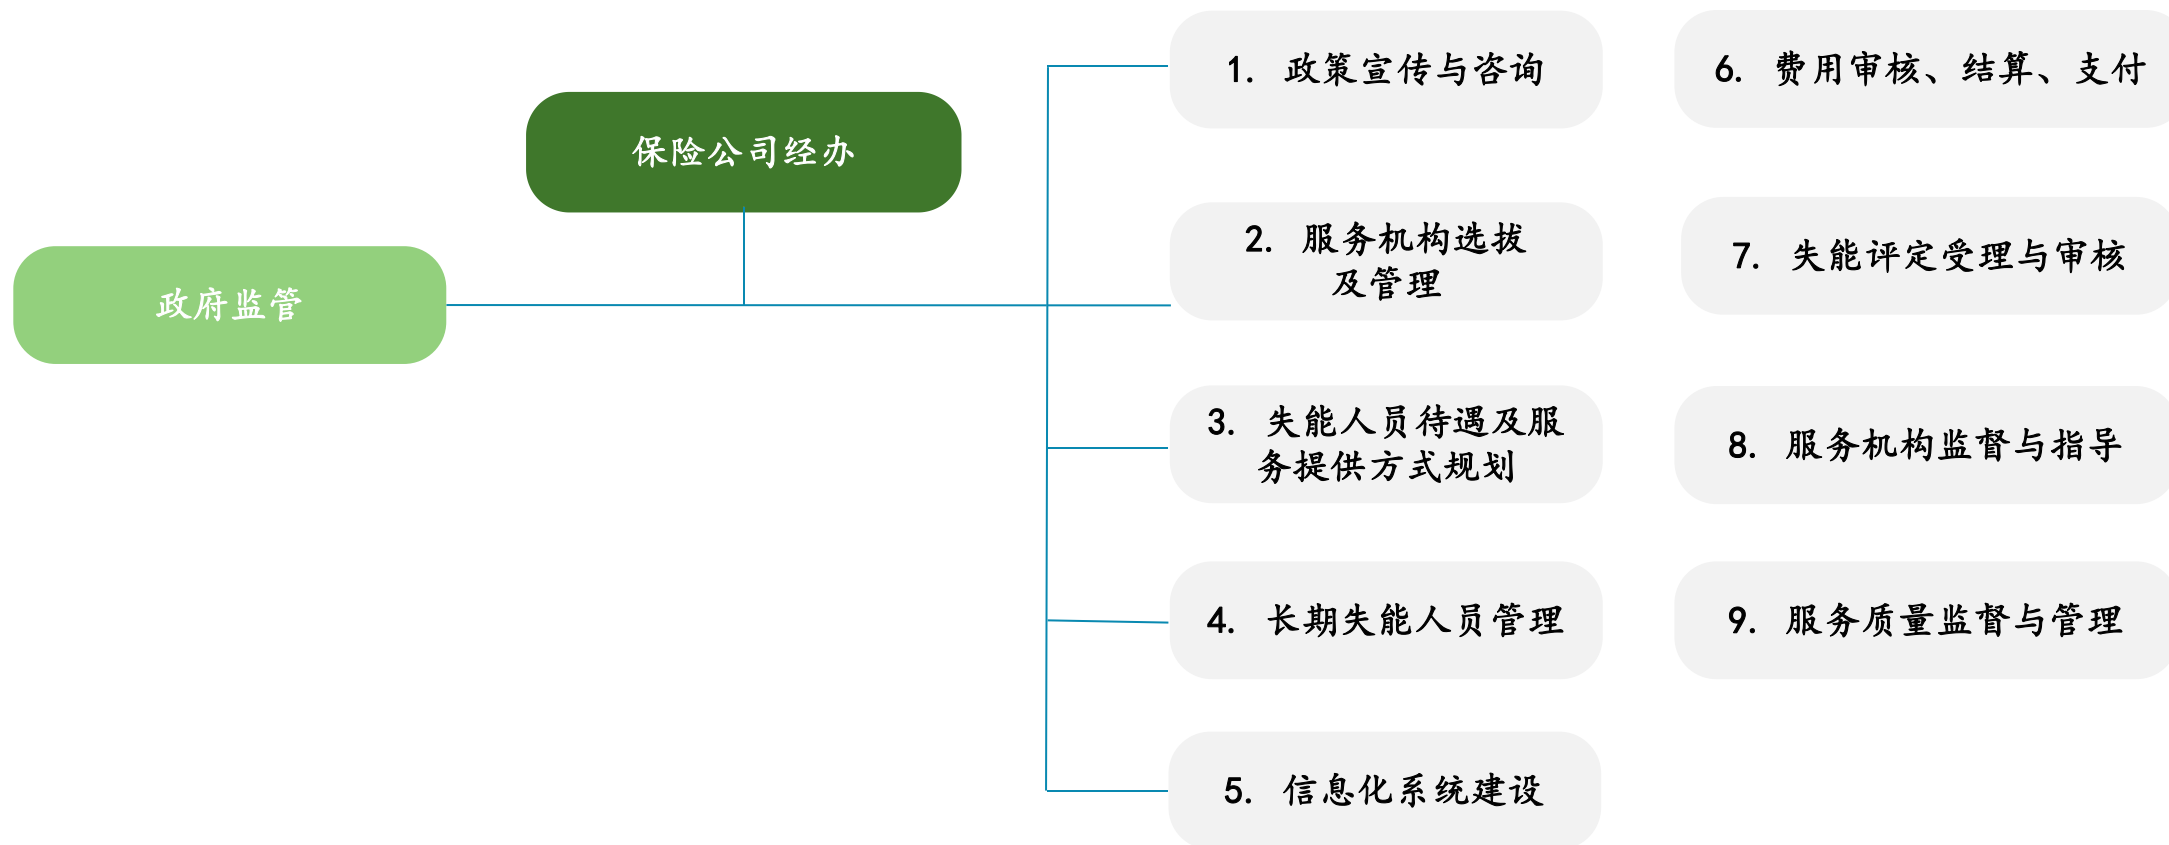 保险公司经办
政府监管
1. 政策宣传与咨询
2. 服务机构选拔
及管理
3. 失能人员待遇及服
务提供方式规划
4. 长期失能人员管理
5. 信息化系统建设
6. 费用审核、结算、支付
7. 失能评定受理与审核
8. 服务机构监督与指导
9. 服务质量监督与管理